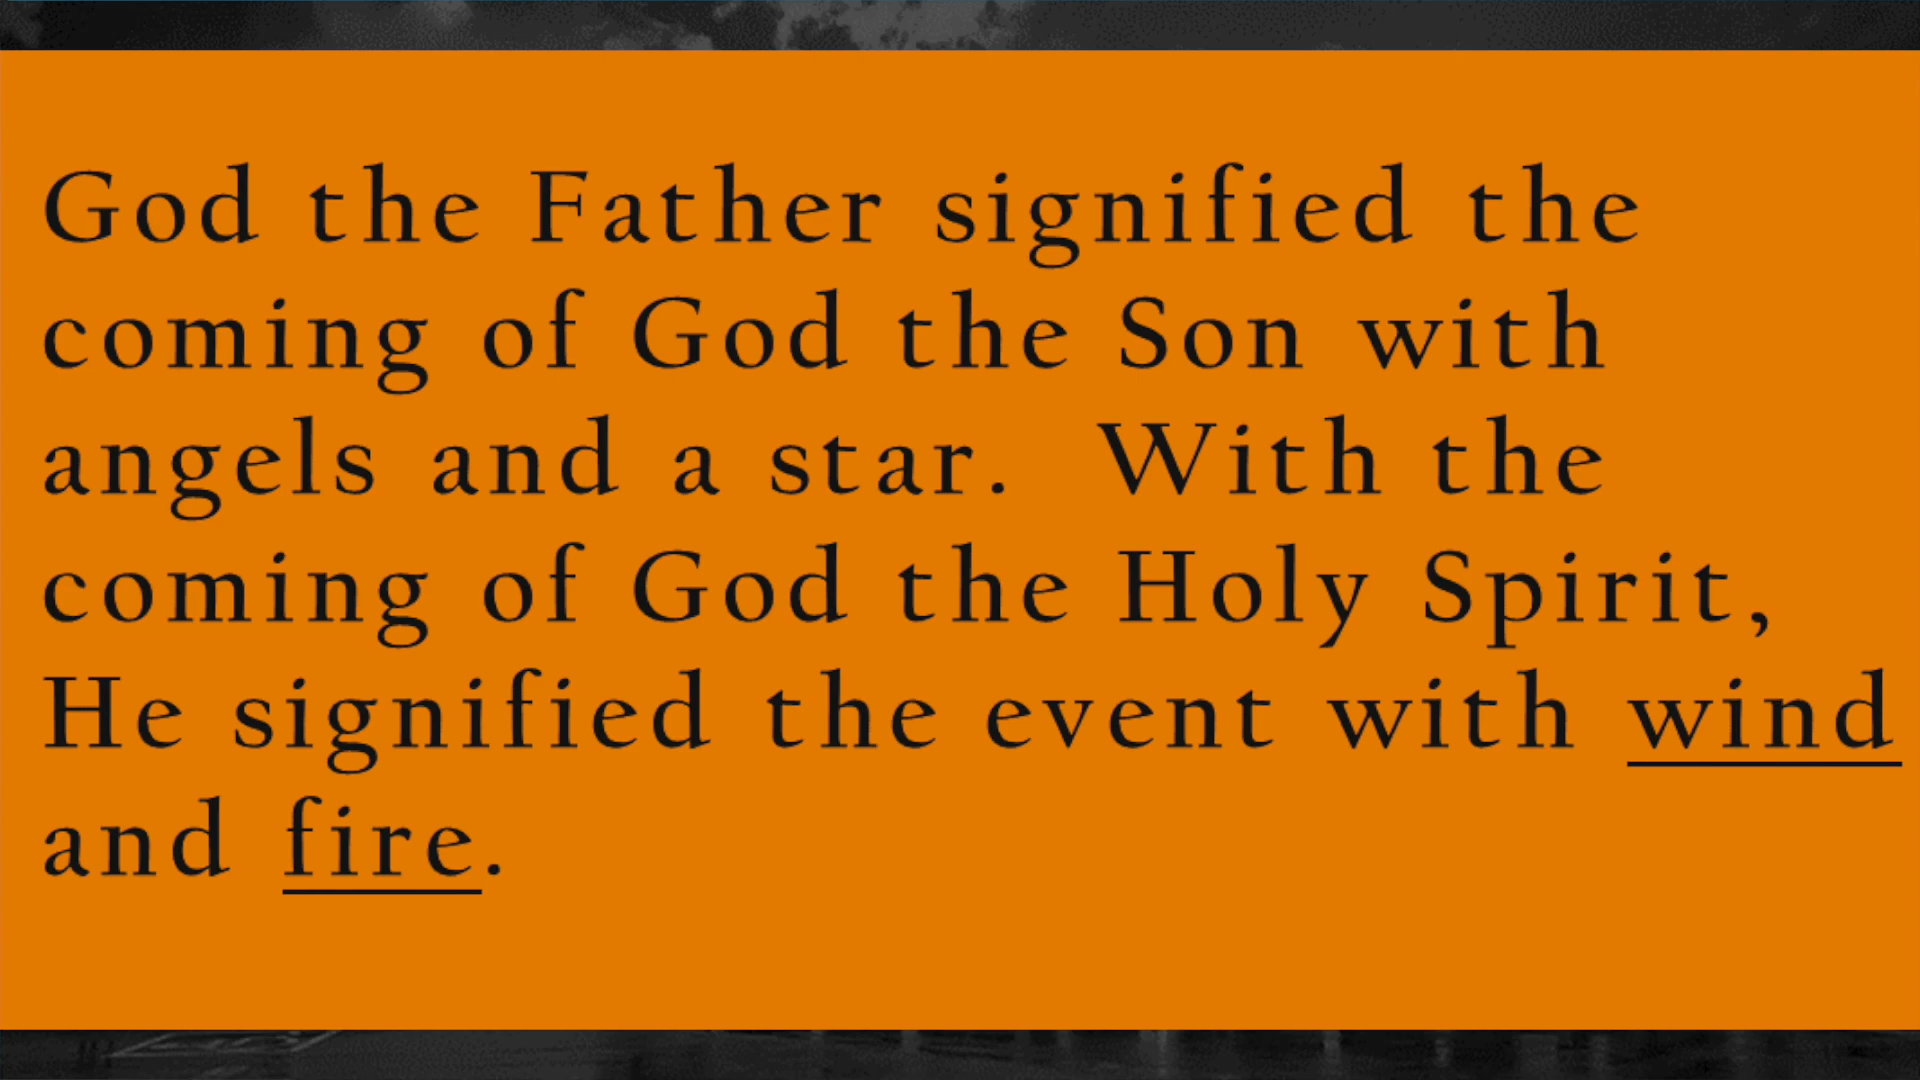 God the Father signified the
coming of God the Son with
angels and a star.  With the
coming of God the Holy Spirit,
He signified the event with wind
and fire.